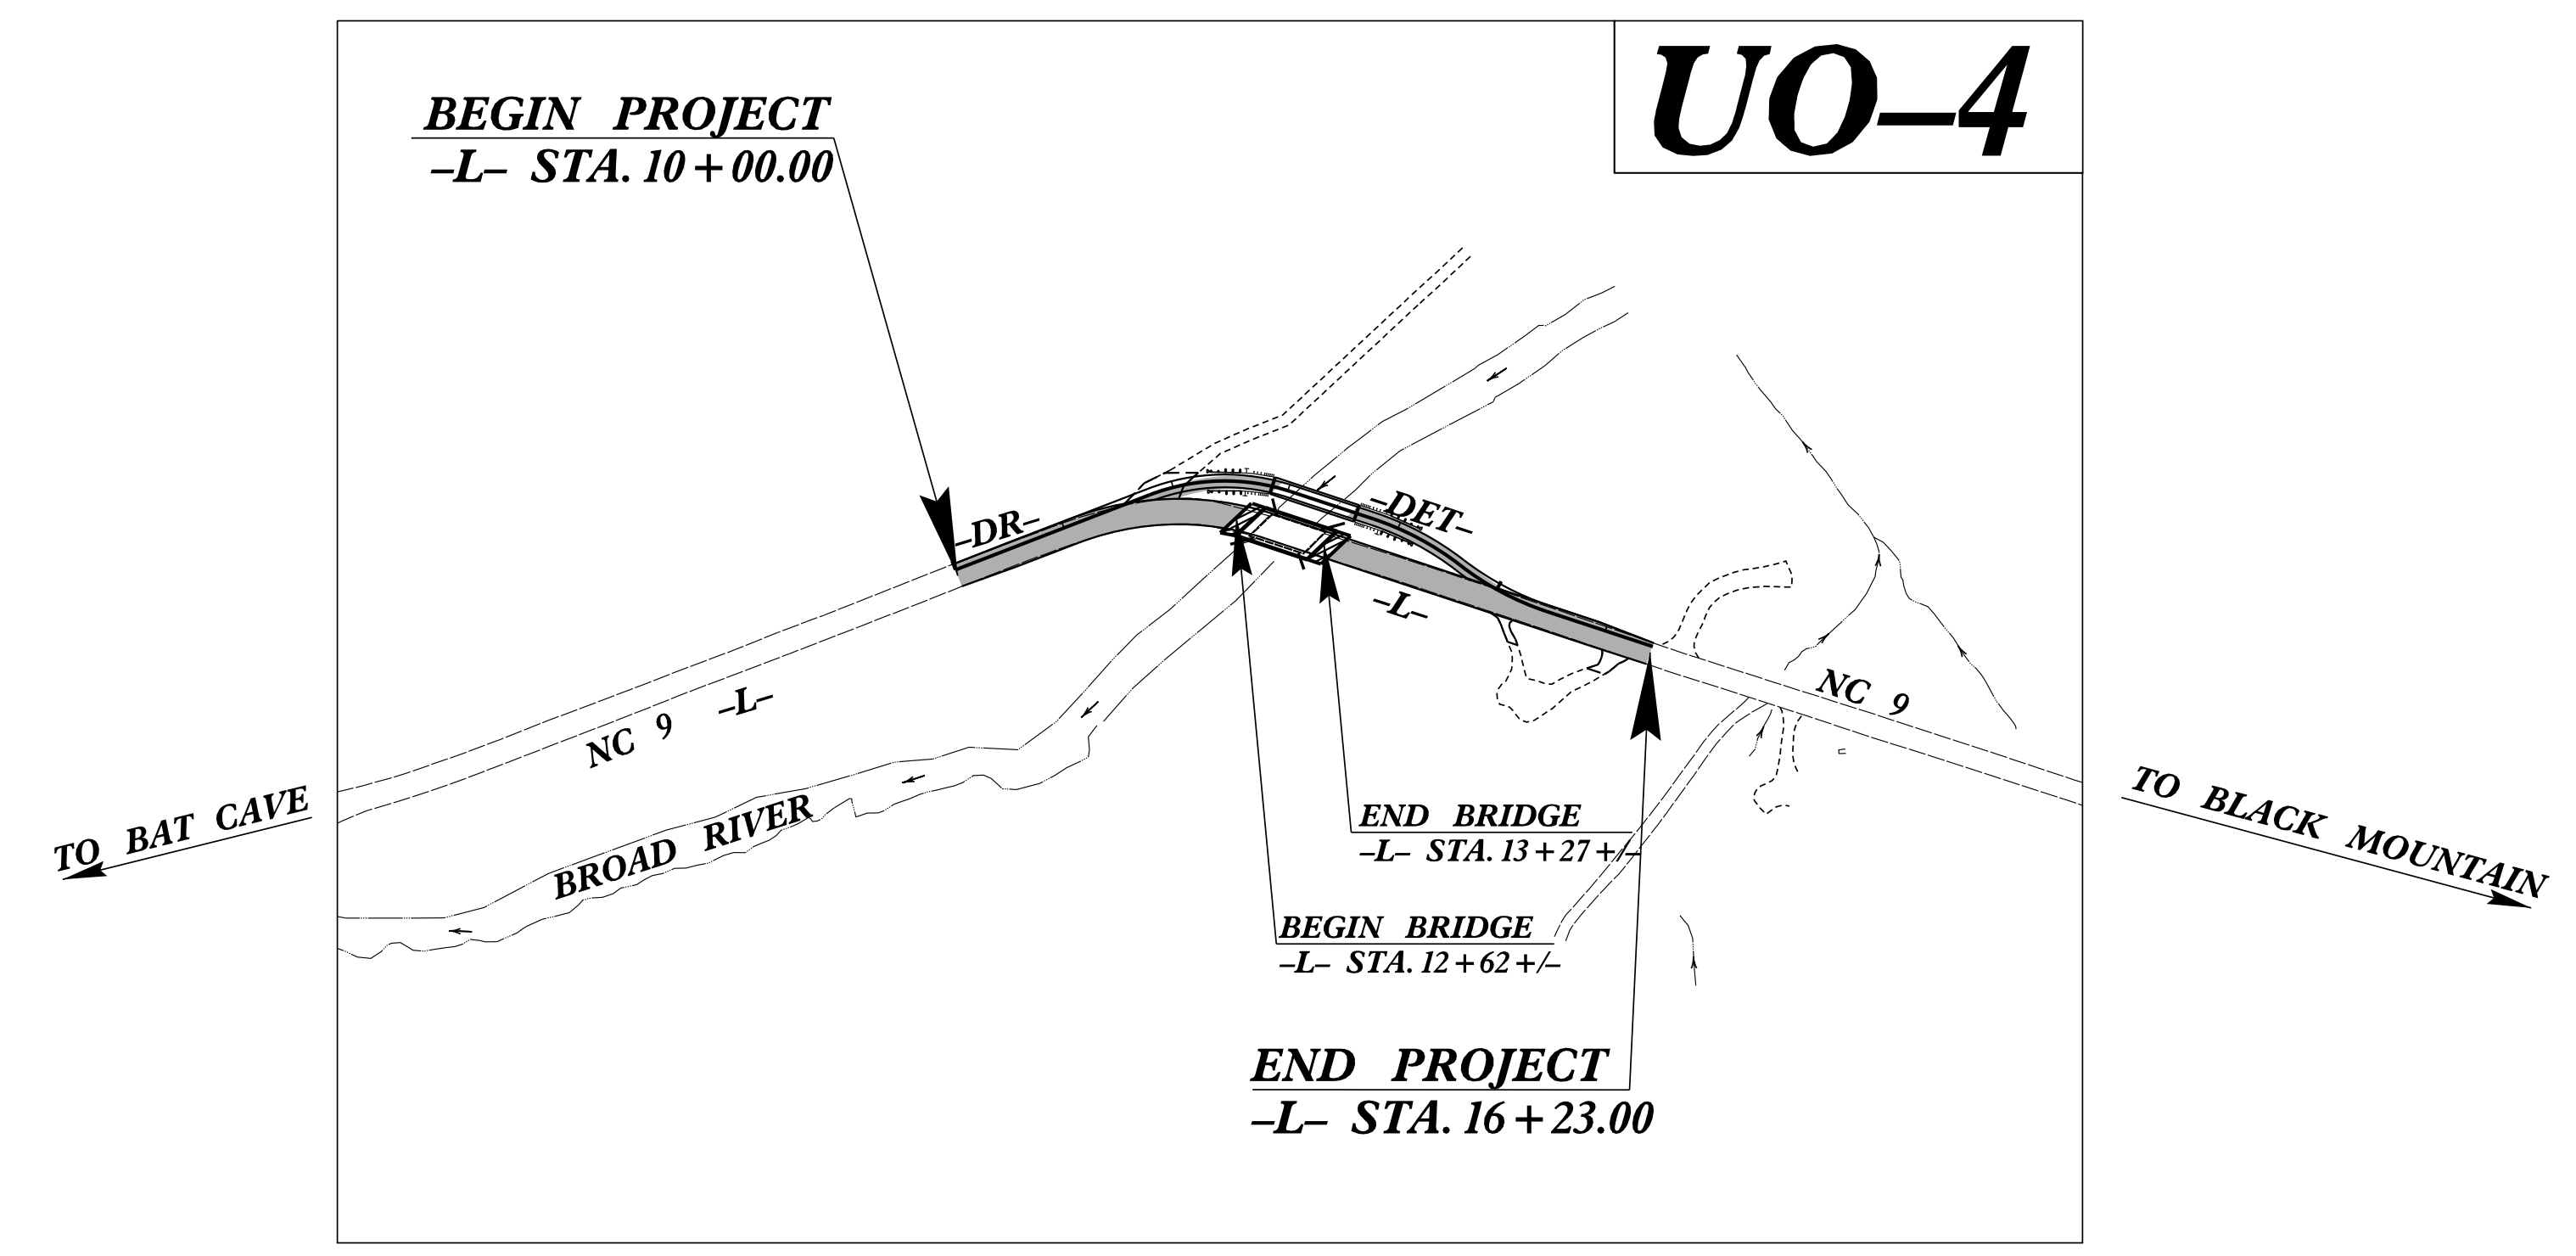 UO–4
BEGIN PROJECT
–L– STA. 10+00.00
–DR–
–DET–
–L–
NC 9 –L–
NC 9
TO BAT CAVE
TO BLACK MOUNTAIN
BROAD RIVER
END BRIDGE
–L– STA. 13+27+/–
BEGIN BRIDGE
–L– STA. 12+62+/–
END PROJECT
–L– STA. 16+23.00